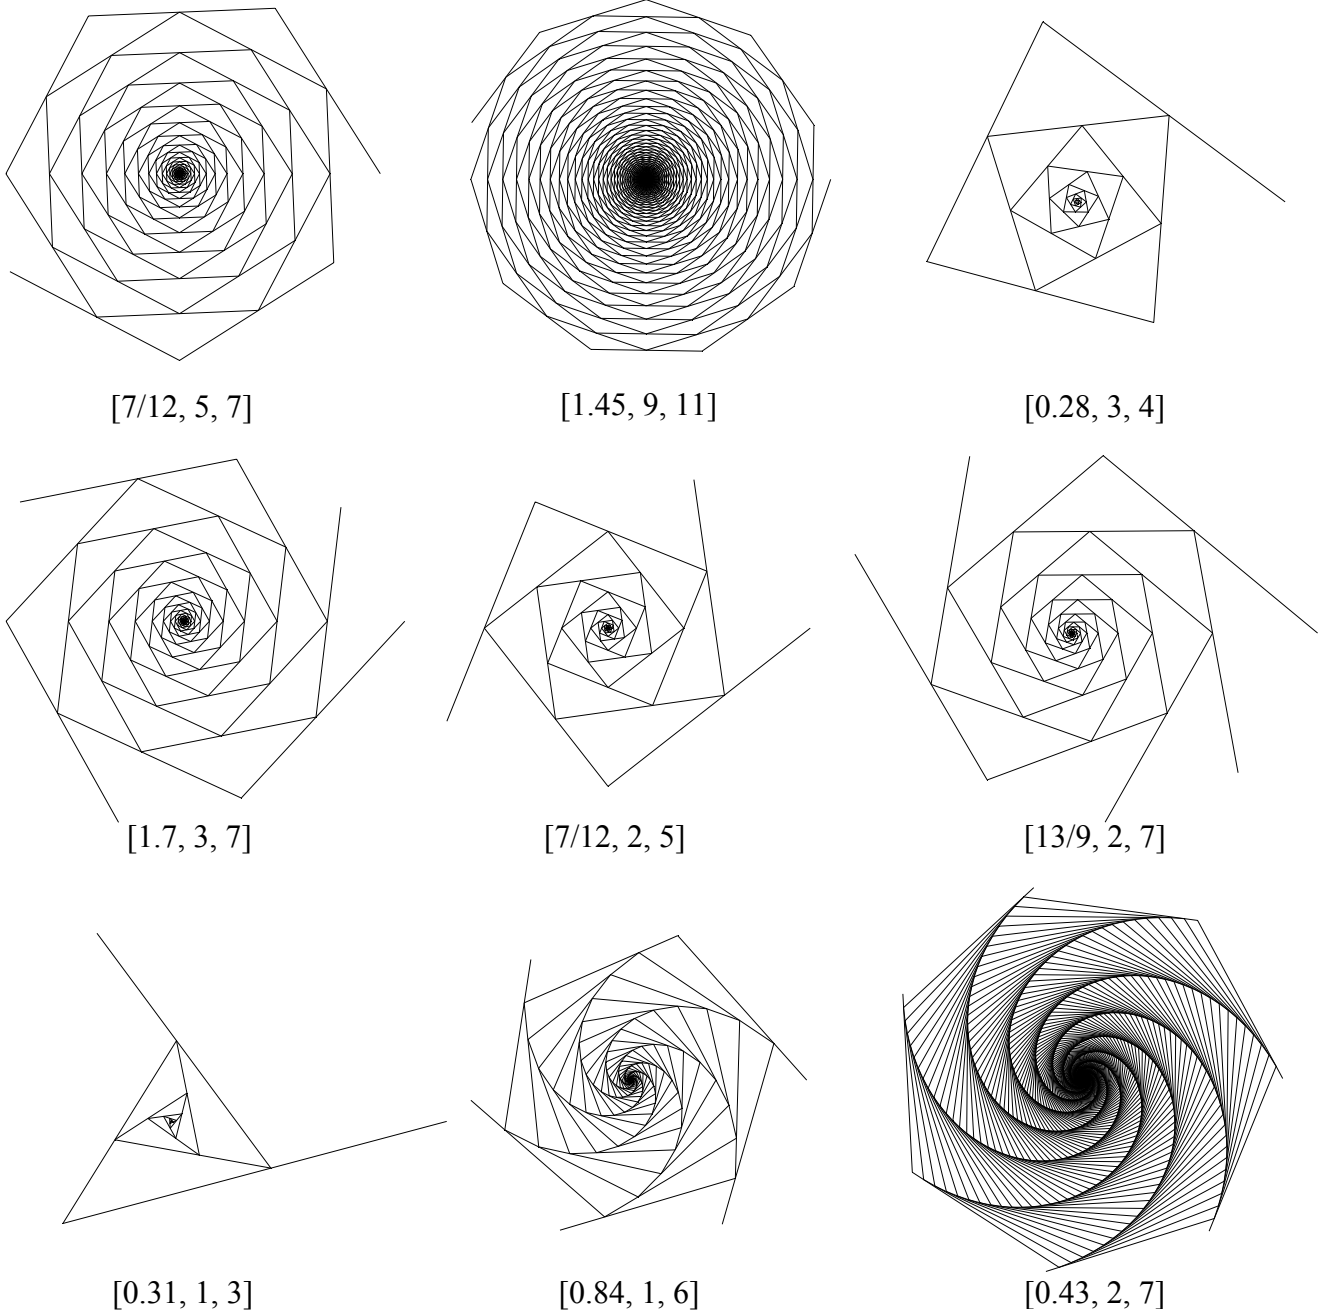 [7/12, 5, 7] [1.45, 9, 11] [0.28, 3, 4]
[1.7, 3, 7] [7/12, 2, 5] [13/9, 2, 7]
[0.31, 1, 3] [0.84, 1, 6] [0.43, 2, 7]